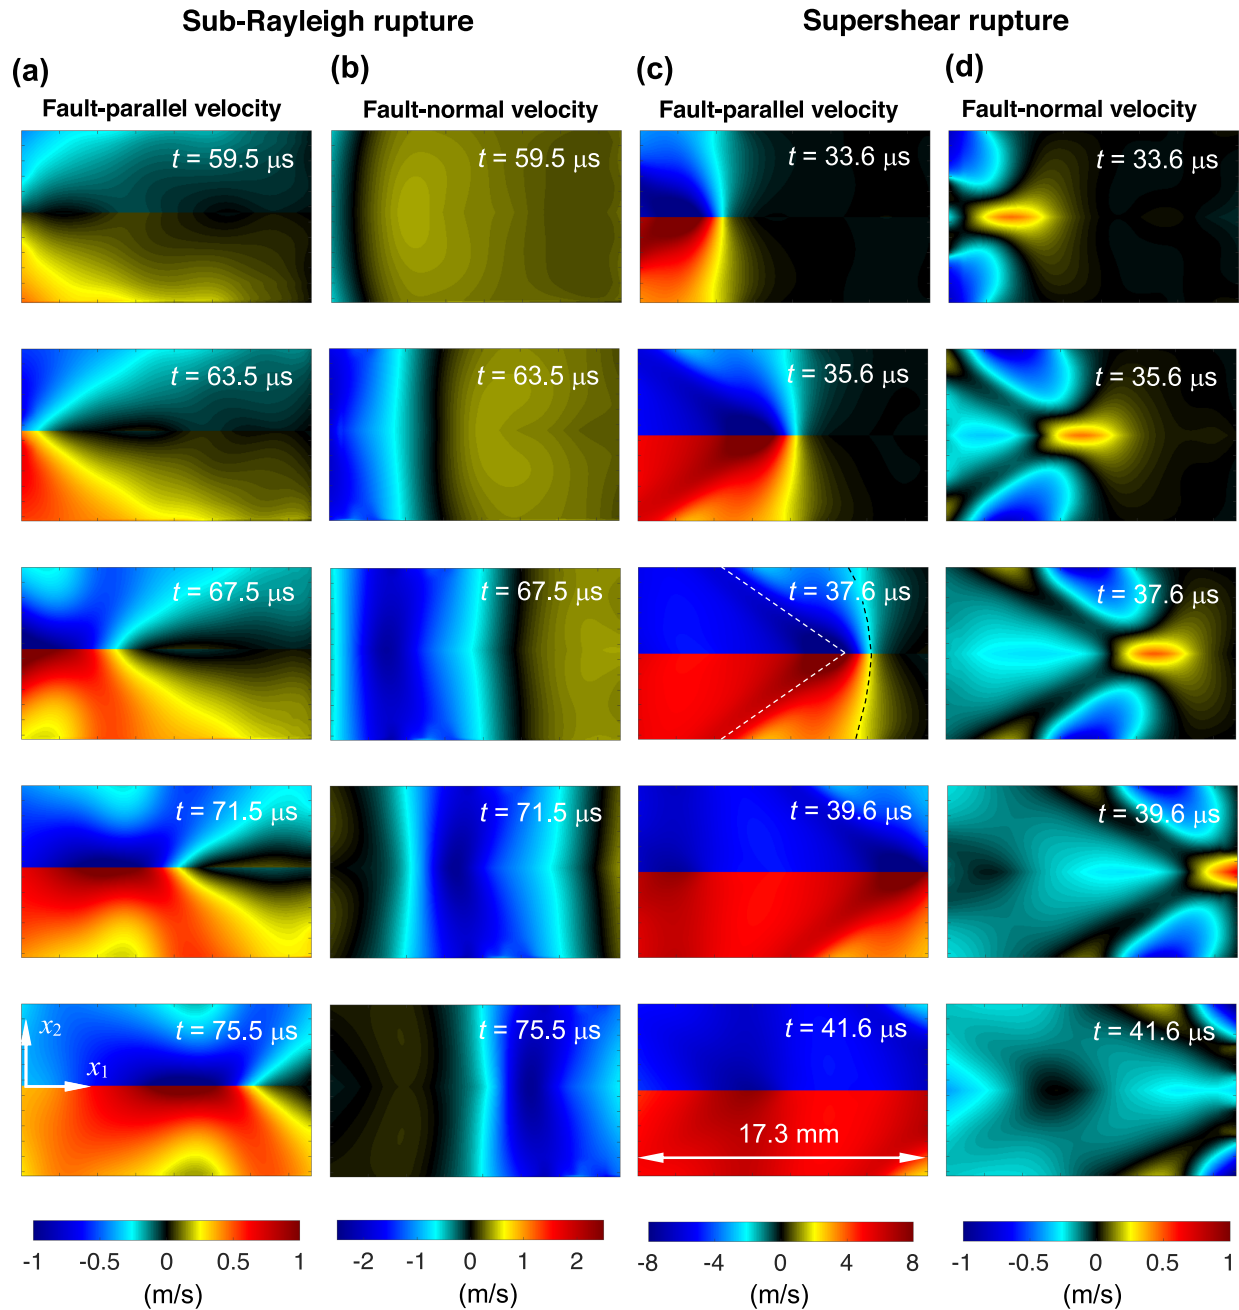 Sub-Rayleigh rupture Supershear rupture
(a) (b) (c) (d)
Fault-parallel velocity Fault-normal velocity Fault-parallel velocity Fault-normal velocity
t = 59.5 μs t = 59.5 μs t = 33.6 μs t = 33.6 μs
t = 63.5 μs t = 63.5 μs t = 35.6 μs t = 35.6 μs
t = 67.5 μs t = 67.5 μs t = 37.6 μs t = 37.6 μs
t = 71.5 μs t = 71.5 μs t = 39.6 μs t = 39.6 μs
x2 t = 75.5 μs t = 75.5 μs t = 41.6 μs t = 41.6 μs
x1
17.3 mm
-1 -0.5 0 0.5 1 -2 -1 0 1 2 -8 -4 0 4 8 -1 -0.5 0 0.5 1
(m/s) (m/s) (m/s) (m/s)